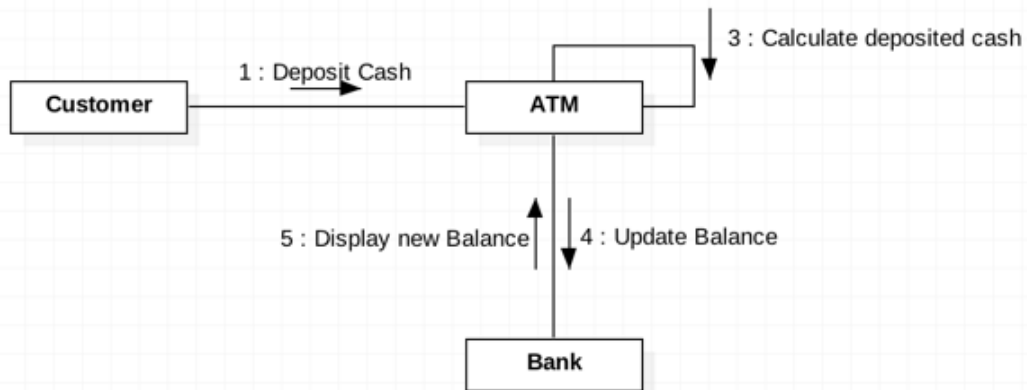 3 : Calculate deposited cash
1 : Deposit Cash
Customer
ATM
5 : Display new Balance
4 : Update Balance
Bank